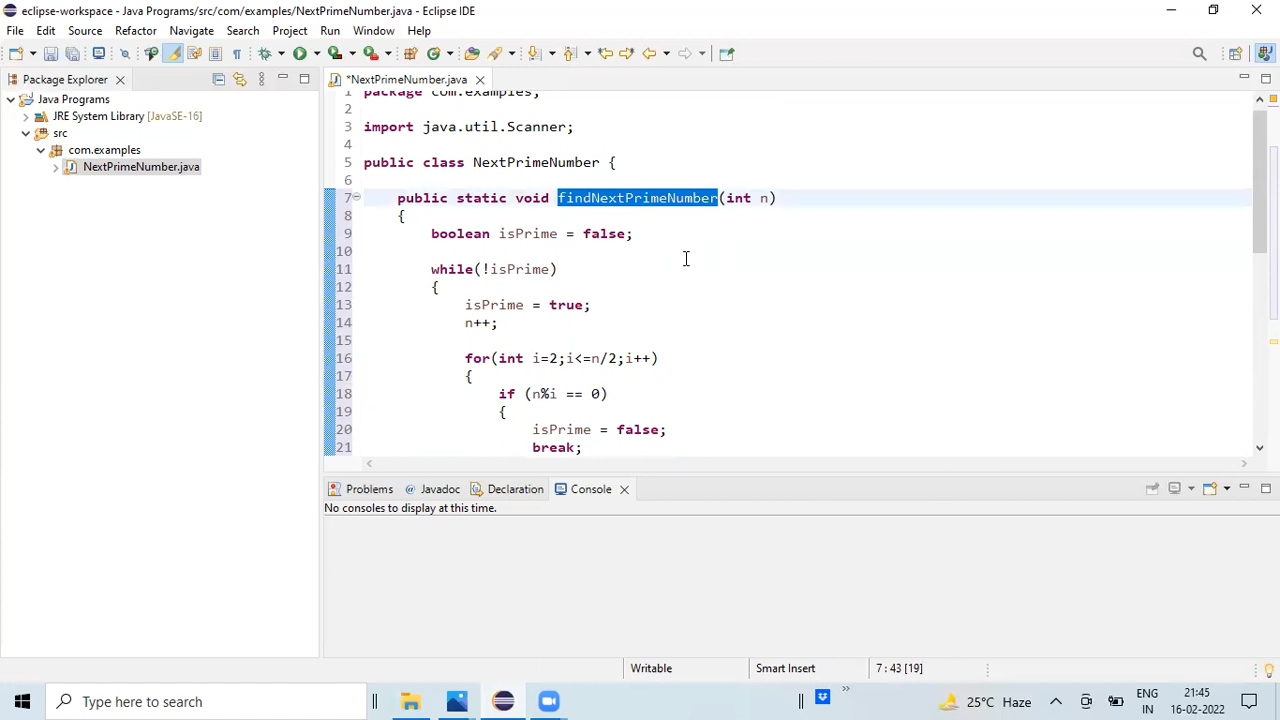 eclipse-workspace - Java Programs/src/com/examples/NextPrimeNumber.java - Eclipse IDE
File Edit Source Refactor Navigate Search Project Run Window Help
Package Explorer
Java Programs
JRE System Library [JavaSE-16]
src
com.examples
NextPrimeNumber.java
*NextPrimeNumber.java
1 package com.examples;
2
3 import java.util.Scanner;
4
5 public class NextPrimeNumber {
6
7 public static void findNextPrimeNumber(int n)
8 {
9 boolean isPrime = false;
10
11 while(!isPrime)
12 {
13 isPrime = true;
14 n++;
15
16 for(int i=2;i<=n/2;i++)
17 {
18 if (n%i == 0)
19 {
20 isPrime = false;
21 break;
Problems @ Javadoc Declaration Console
No consoles to display at this time.
Writable Smart Insert 7 : 43 [19]
Type here to search
25°C Haze
ENG
IN
21:45
16-02-2022